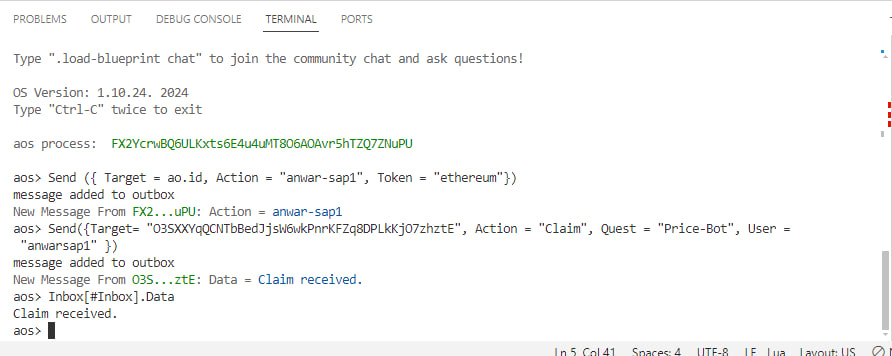 PROBLEMS OUTPUT DEBUG CONSOLE TERMINAL PORTS
Type ".load-blueprint chat" to join the community chat and ask questions!
OS Version: 1.10.24. 2024
Type "Ctrl-C" twice to exit
aos process:  FX2YcrwBQ6ULKxts6E4u4uMT8O6AOAvr5hTZQ7ZNuPU
aos> Send ({ Target = ao.id, Action = "anwar-sap1", Token = "ethereum"})
message added to outbox
New Message From FX2...uPU: Action = anwar-sap1
aos> Send({Target= "O3SXXYqQCNTbBedJjsW6wkPnrKFZq8DPLkKjO7zhztE", Action = "Claim", Quest = "Price-Bot", User =
"anwarsap1" })
message added to outbox
New Message From O3S...ztE: Data = Claim received.
aos> Inbox[#Inbox].Data
Claim received.
aos>
Ln 5, Col 41 Spaces: 4 UTF-8 LF Lua Layout: US